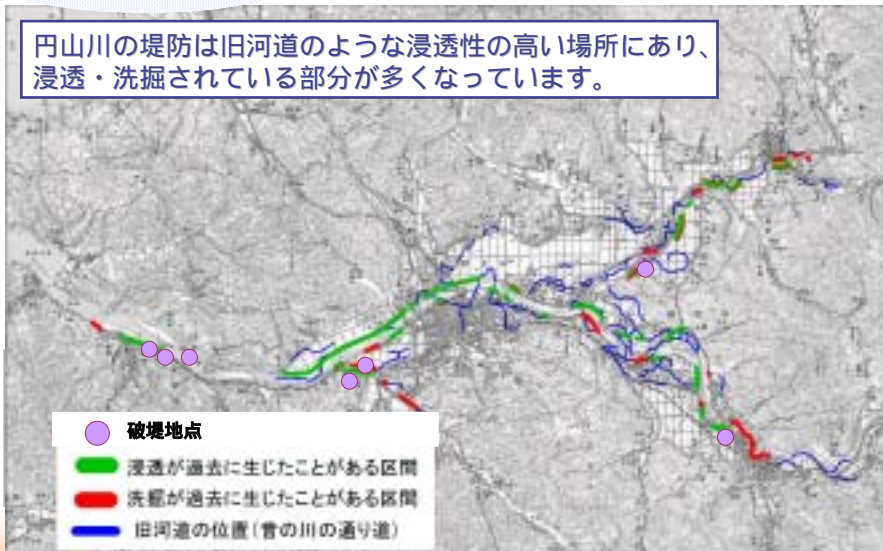 円山川の堤防は旧河道のような浸透性の高い場所にあり、
浸透・洗掘されている部分が多くなっています。
破堤地点
浸透が過去に生じたことがある区間
洗掘が過去に生じたことがある区間
旧河道の位置(昔の川の通り道)